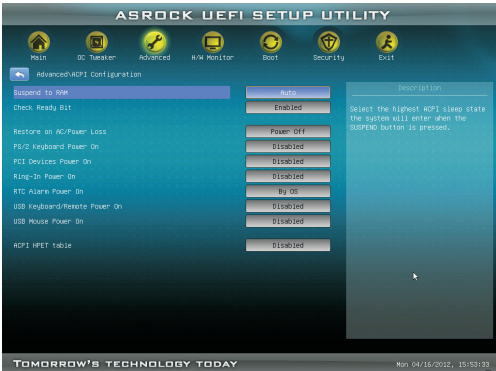 ASROCK UEFI SETUP UTILITY
Main OC Tweaker Advanced H/W Monitor Boot Security Exit
Advanced\ACPI Configuration
Description
Suspend to RAM Auto
Select the highest ACPI sleep state
the system will enter when the
SUSPEND button is pressed.
Check Ready Bit Enabled
Restore on AC/Power Loss Power Off
PS/2 Keyboard Power On Disabled
PCI Devices Power On Disabled
Ring-In Power On Disabled
RTC Alarm Power On By OS
USB Keyboard/Remote Power On Disabled
USB Mouse Power On Disabled
ACPI HPET table Disabled
TOMORROW'S TECHNOLOGY TODAY
Mon 04/16/2012, 15:53:33